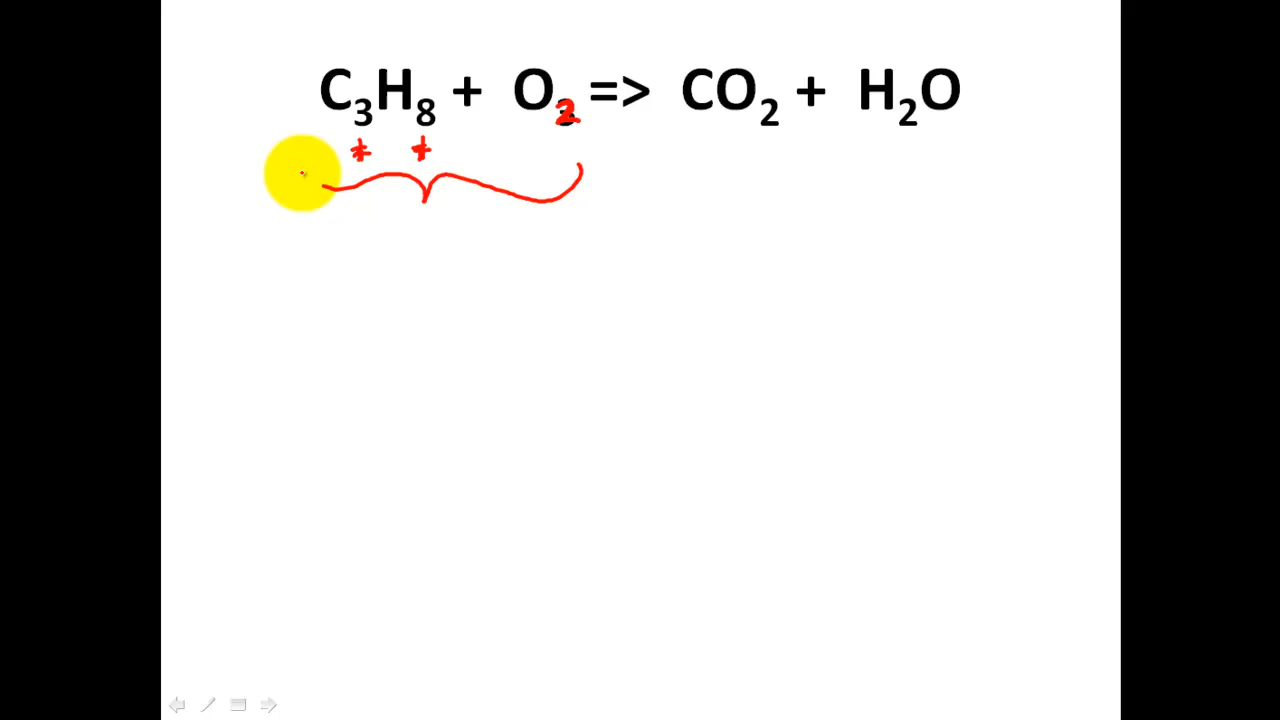 C₃H₈ + O₂ => CO₂ + H₂O